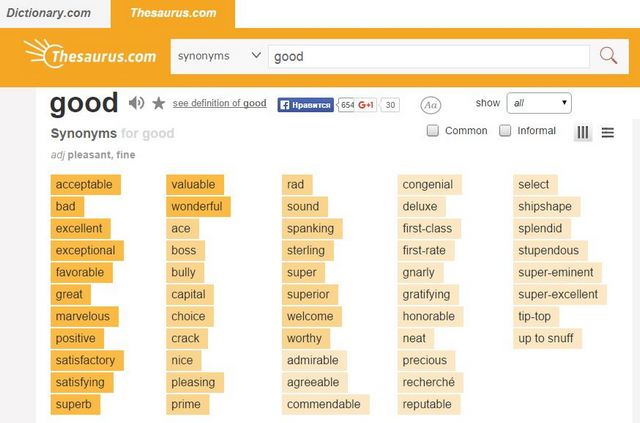 Dictionary.com Thesaurus.com
Thesaurus.com synonyms good
good see definition of good Нравится 654 G+1 30 Aa show all
Synonyms for good Common Informal
adj pleasant, fine
acceptable valuable rad congenial select
bad wonderful sound deluxe shipshape
excellent ace spanking first-class splendid
exceptional boss sterling first-rate stupendous
favorable bully super gnarly super-eminent
great capital superior gratifying super-excellent
marvelous choice welcome honorable tip-top
positive crack worthy neat up to snuff
satisfactory nice admirable precious
satisfying pleasing agreeable recherché
superb prime commendable reputable